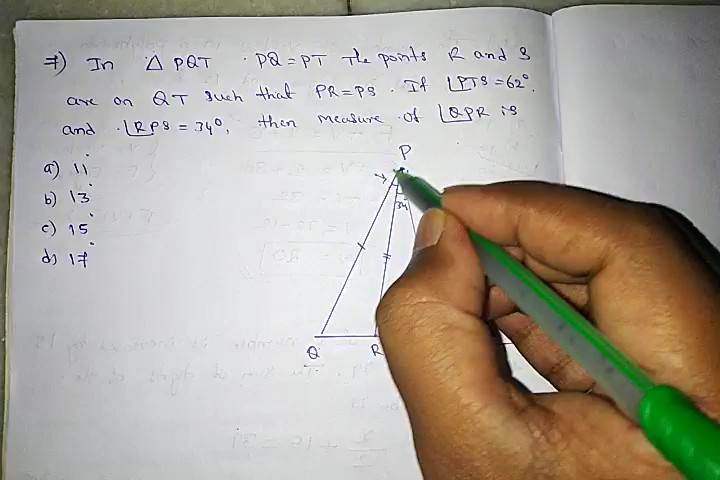 ⇒) In △ PQT . PQ = PT The points R and S
are on QT such that PR = PS . If ∠PTS = 62°.
and . ∠RPS = 34°, then measure of ∠QPR is
a) 11°
b) 13°
c) 15°
d) 17°
P
34°
Q R